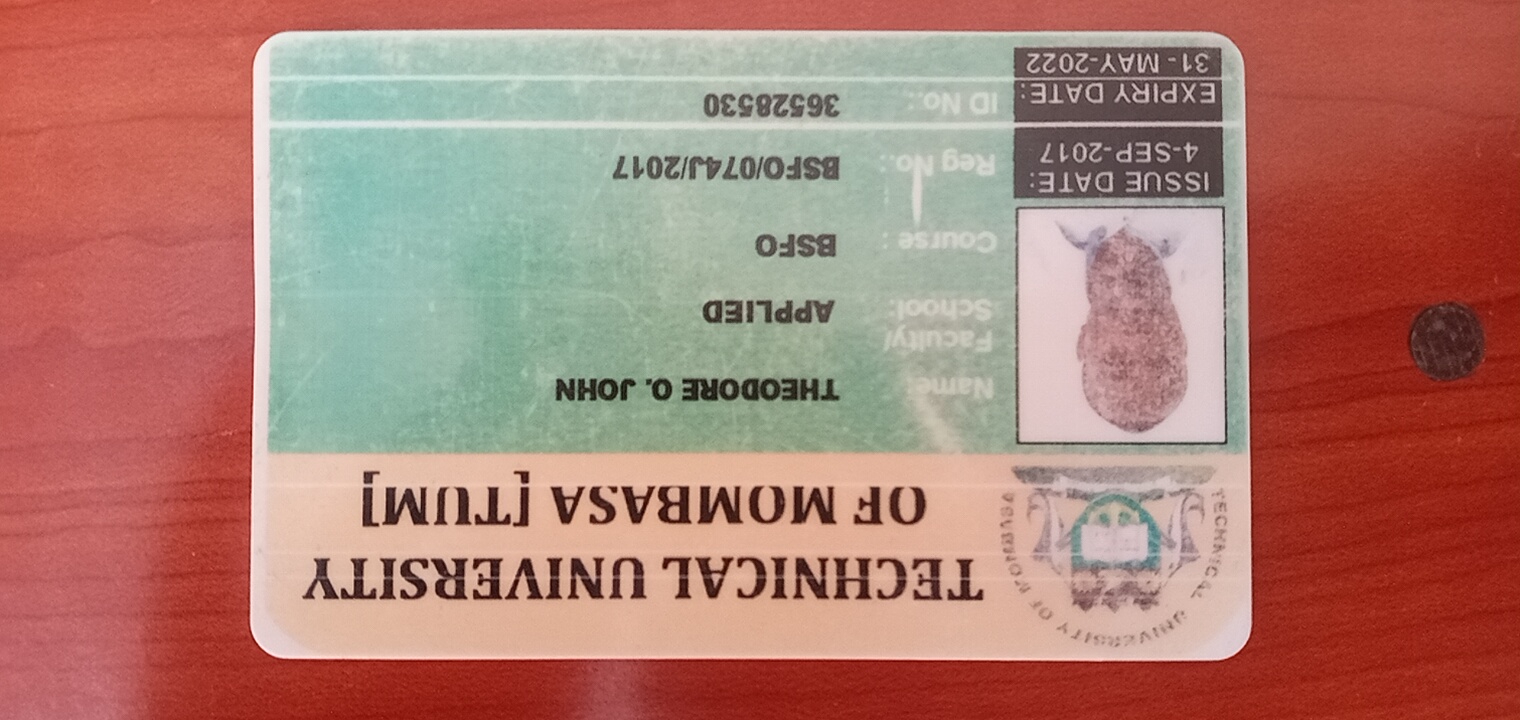 TECHNICAL UNIVERSITY
OF MOMBASA [TUM]
TECHNICAL UNIVERSITY OF MOMBASA
Name: THEODORE O. JOHN
Faculty/
School: APPLIED
Course : BSFO
Reg No.: BSFO/074J/2017
ID No.: 36528530
ISSUE DATE:
4-SEP-2017
EXPIRY DATE:
31 - MAY-2022